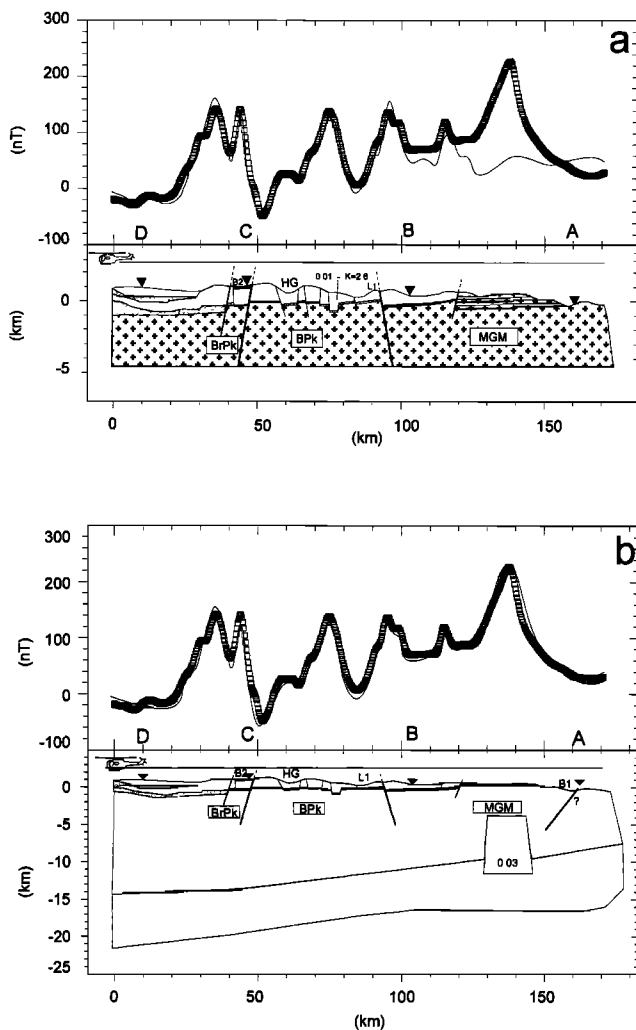 300
a
200
(nT)
100
0
D C B A
-100
B2 HG 0 01 - K=2 6 L1
0
(km)
BrPk BPk MGM
-5
0 50 100 150
(km)
300
b
200
(nT)
100
0
D C B A
-100
B2 HG L1 B1
0
BrPk BPk MGM ?
-5
0 03
-10
(km)
-15
-20
-25
0 50 100 150
(km)